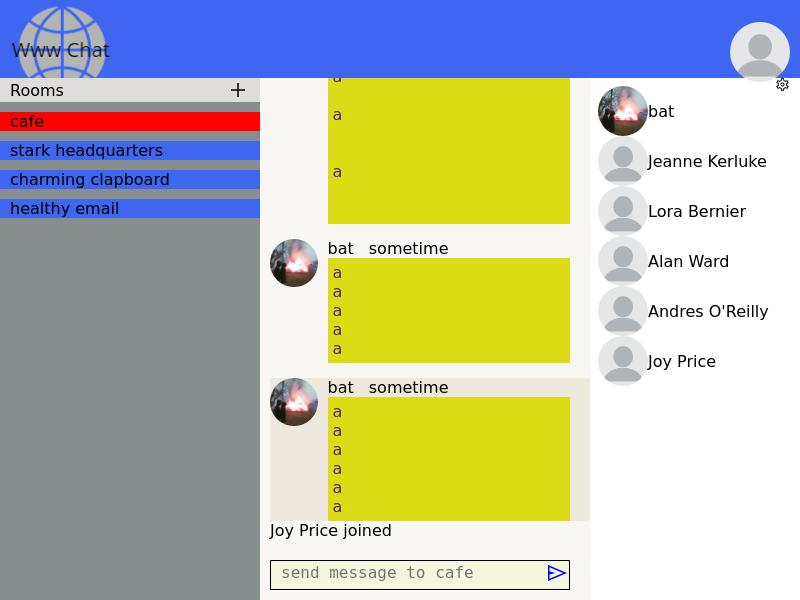 Www Chat
Rooms
cafe
stark headquarters
charming clapboard
healthy email
a
a
a
bat sometime
a
a
a
a
a
bat sometime
a
a
a
a
a
a
Joy Price joined
send message to cafe
bat
Jeanne Kerluke
Lora Bernier
Alan Ward
Andres O'Reilly
Joy Price